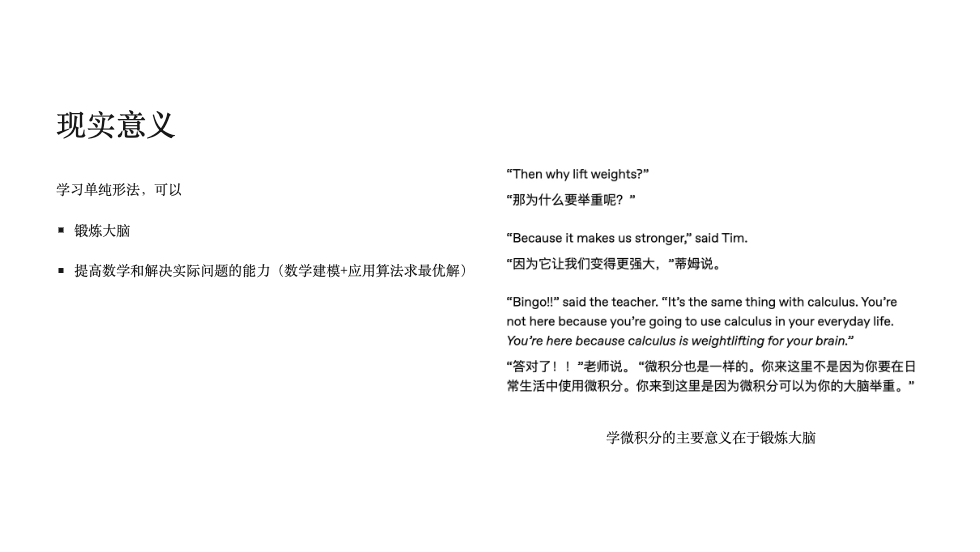 现实意义
学习单纯形法，可以
▪ 锻炼大脑
▪ 提高数学和解决实际问题的能力（数学建模+应用算法求最优解）
“Then why lift weights?”
“那为什么要举重呢？”
“Because it makes us stronger,” said Tim.
“因为它让我们变得更强大，”蒂姆说。
“Bingo!!” said the teacher. “It’s the same thing with calculus. You’re
not here because you’re going to use calculus in your everyday life.
You’re here because calculus is weightlifting for your brain.”
“答对了！！”老师说。“微积分也是一样的。你来这里不是因为你要在日
常生活中使用微积分。你来到这里是因为微积分可以为你的大脑举重。”
学微积分的主要意义在于锻炼大脑